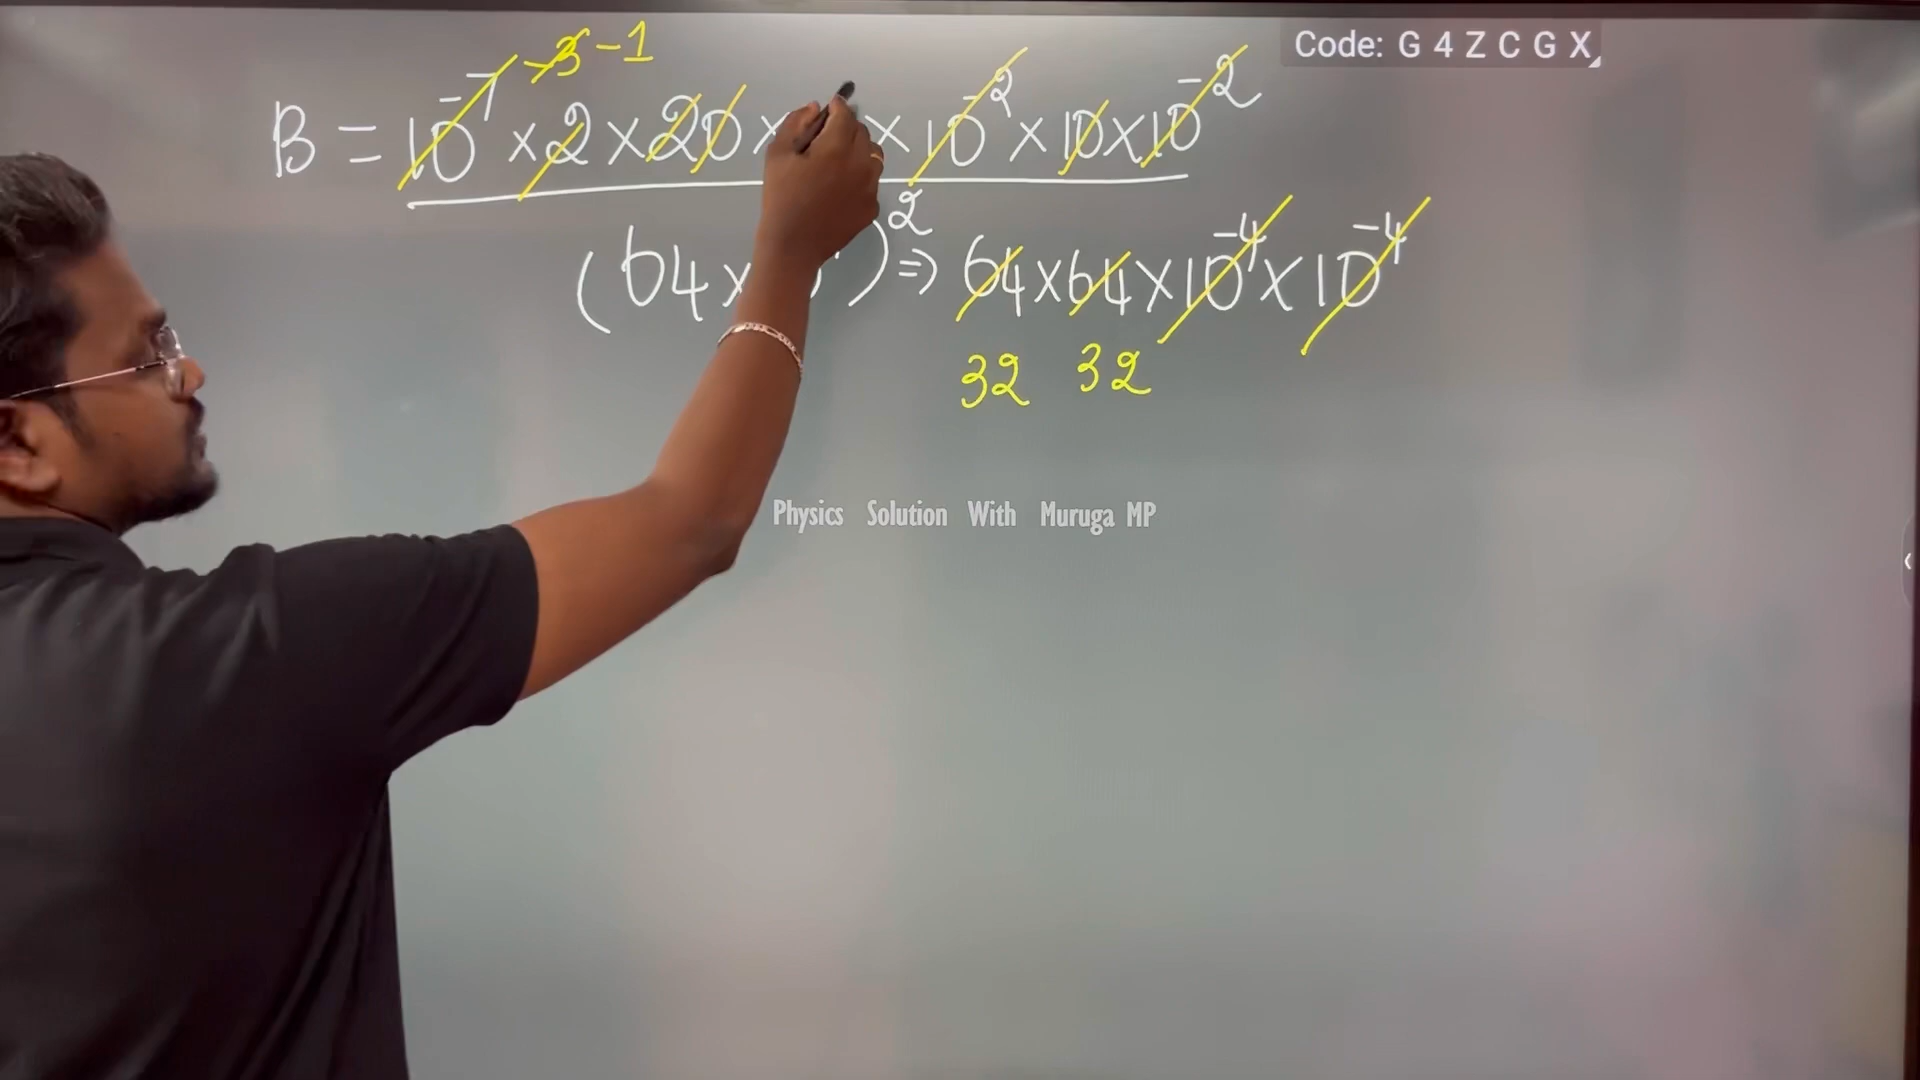 Code: G 4 Z C G X
-3 -1
B = 10⁻⁷ × 2 × 20 × × 10⁻² × 10 × 10⁻²
(64 × )² ⇒ 64 × 64 × 10⁻⁴ × 10⁻⁴
32 32
Physics Solution With Muruga MP